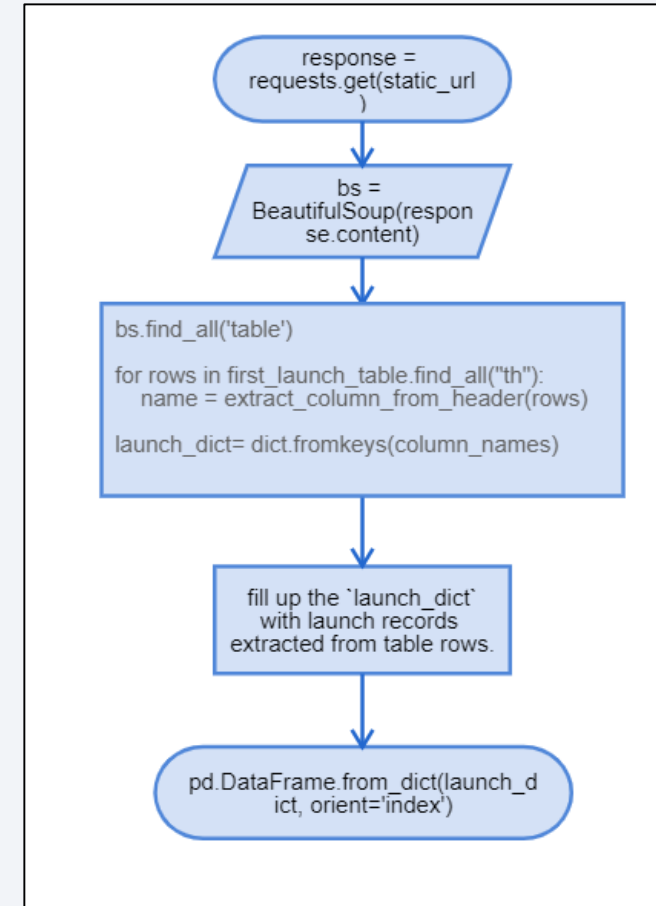 response =
requests.get(static_url
)
bs =
BeautifulSoup(respon
se.content)
bs.find_all('table')
for rows in first_launch_table.find_all("th"):
name = extract_column_from_header(rows)
launch_dict= dict.fromkeys(column_names)
fill up the `launch_dict`
with launch records
extracted from table rows.
pd.DataFrame.from_dict(launch_d
ict, orient='index')